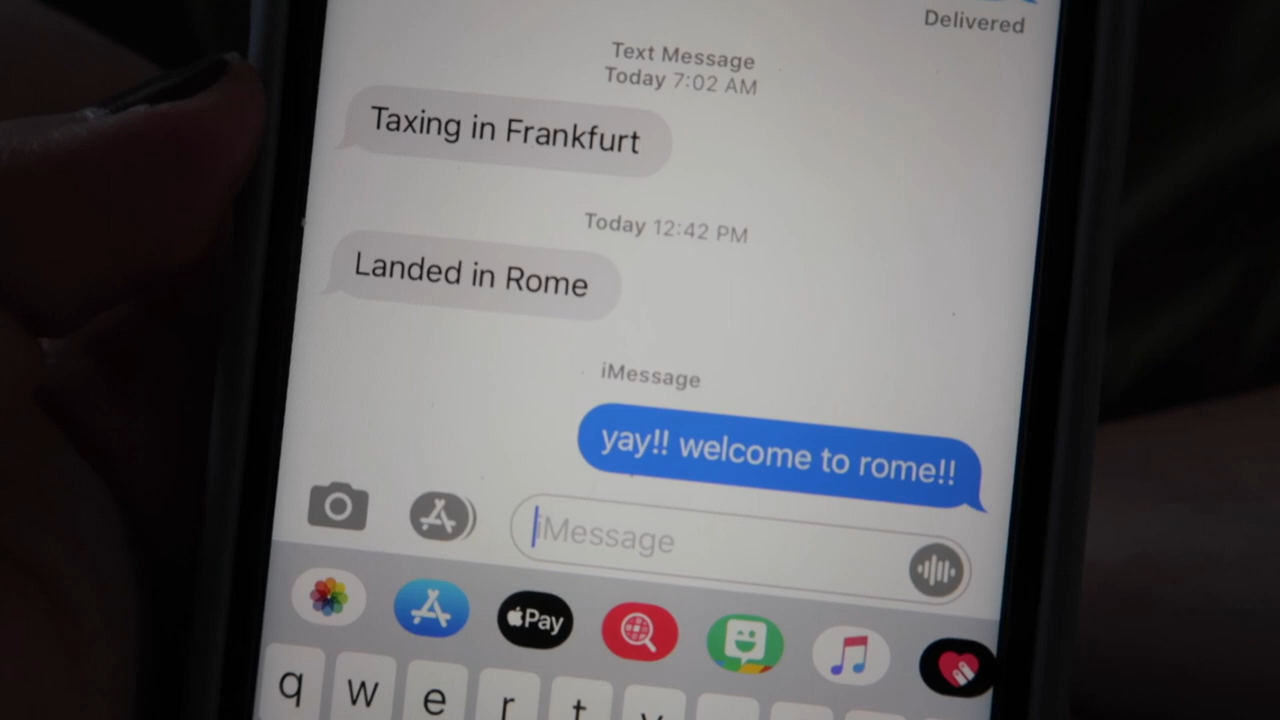 Delivered
Text Message
Today 7:02 AM
Taxing in Frankfurt
Today 12:42 PM
Landed in Rome
iMessage
yay!! welcome to rome!!
iMessage
Pay
q w e r t y